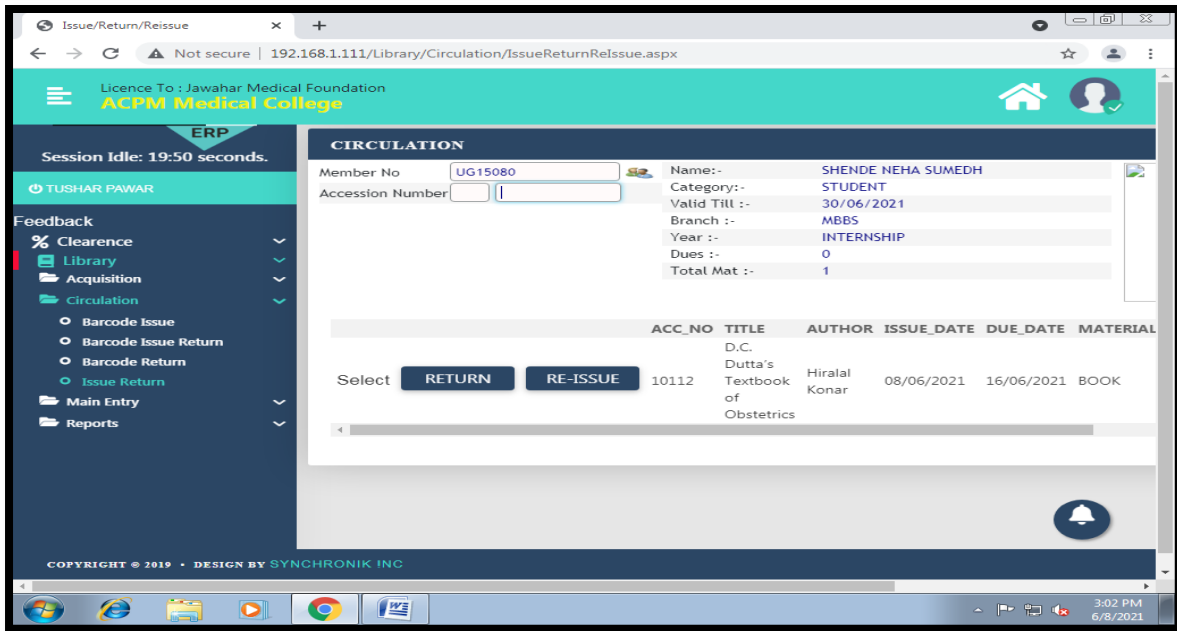 Issue/Return/Reissue
Not secure | 192.168.1.111/Library/Circulation/IssueReturnReIssue.aspx
Licence To : Jawahar Medical Foundation
ACPM Medical College
ERP
Session Idle: 19:50 seconds.
TUSHAR PAWAR
Feedback
Clearence
Library
Acquisition
Circulation
Barcode Issue
Barcode Issue Return
Barcode Return
Issue Return
Main Entry
Reports
CIRCULATION
Member No UG15080
Accession Number
Name:- SHENDE NEHA SUMEDH
Category:- STUDENT
Valid Till :- 30/06/2021
Branch :- MBBS
Year :- INTERNSHIP
Dues :- 0
Total Mat :- 1
ACC_NO TITLE AUTHOR ISSUE_DATE DUE_DATE MATERIAL
Select RETURN RE-ISSUE 10112 D.C. Dutta's Textbook of Obstetrics Hiralal Konar 08/06/2021 16/06/2021 BOOK
COPYRIGHT © 2019 • DESIGN BY SYNCHRONIK INC
3:02 PM
6/8/2021